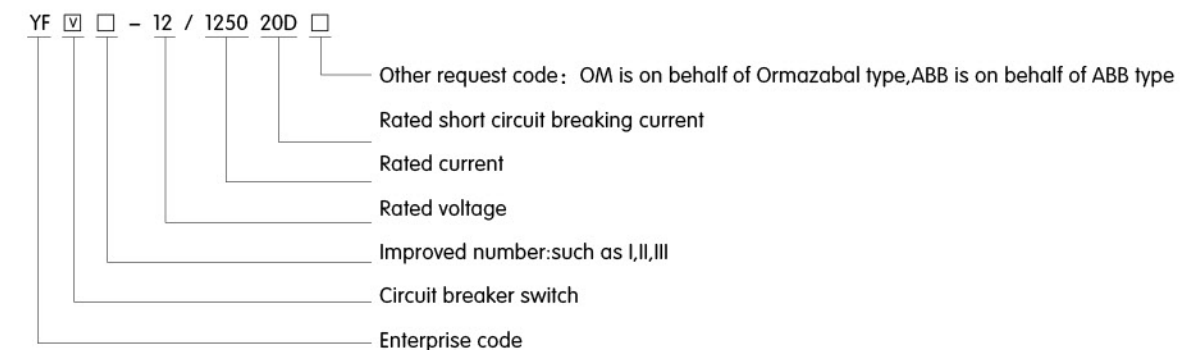 YF V □ - 12 / 1250 20D □
Other request code：OM is on behalf of Ormazabal type,ABB is on behalf of ABB type
Rated short circuit breaking current
Rated current
Rated voltage
Improved number:such as I,II,III
Circuit breaker switch
Enterprise code